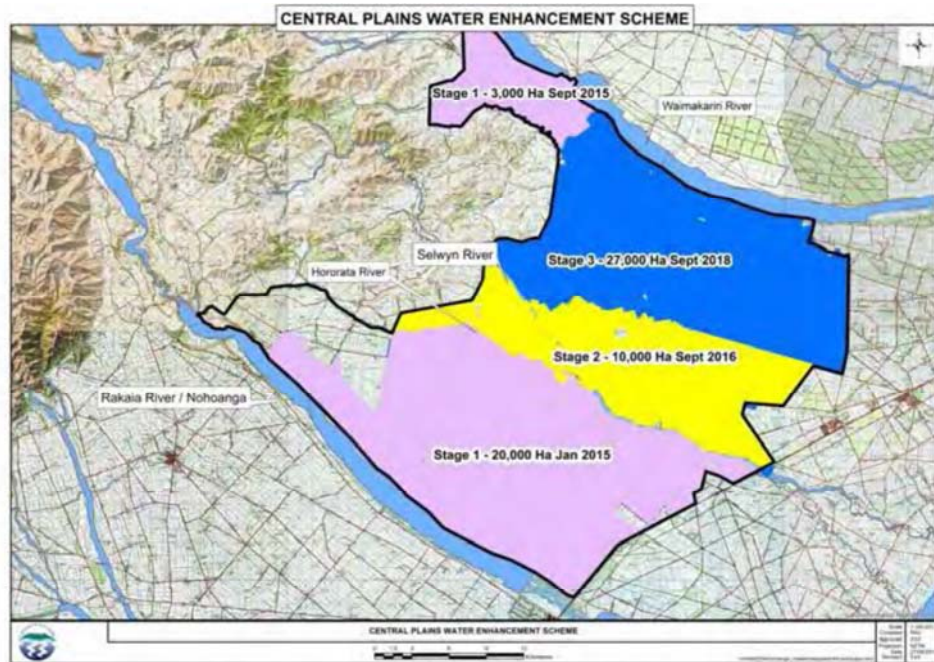 CENTRAL PLAINS WATER ENHANCEMENT SCHEME
Stage 1 - 3,000 Ha Sept 2015
Waimakariri River
Selwyn River
Hororata River
Stage 3 - 27,000 Ha Sept 2018
Stage 2 - 10,000 Ha Sept 2016
Rakaia River / Nohoanga
Stage 1 - 20,000 Ha Jan 2015
CENTRAL PLAINS WATER ENHANCEMENT SCHEME